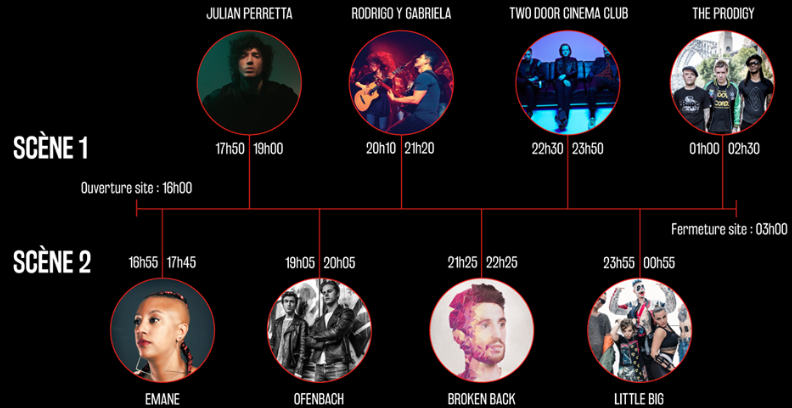 JULIAN PERRETTA
RODRIGO Y GABRIELA
TWO DOOR CINEMA CLUB
THE PRODIGY
SCÈNE 1
17h50 | 19h00
20h10 | 21h20
22h30 | 23h50
01h00 | 02h30
Ouverture site : 16h00
Fermeture site : 03h00
SCÈNE 2
16h55 | 17h45
19h05 | 20h05
21h25 | 22h25
23h55 | 00h55
EMANE
OFENBACH
BROKEN BACK
LITTLE BIG